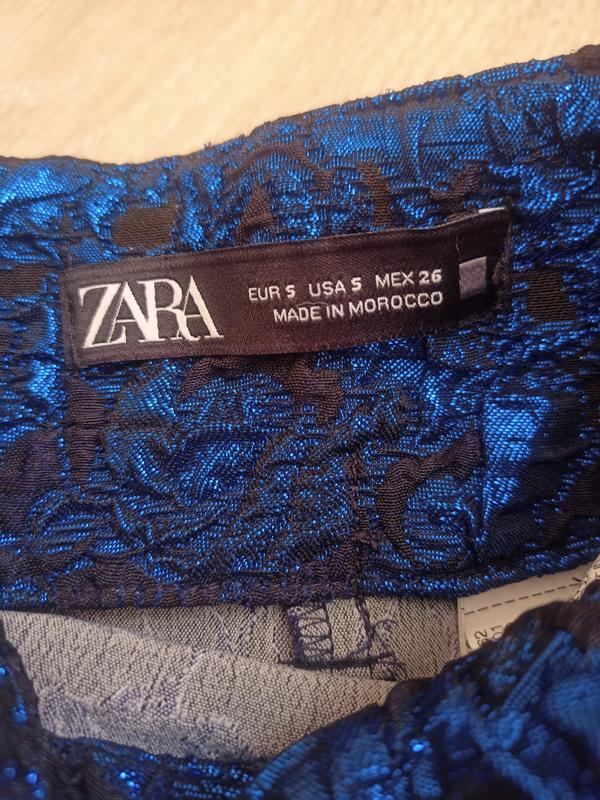 ZARA
EUR S USA S MEX 26
MADE IN MOROCCO